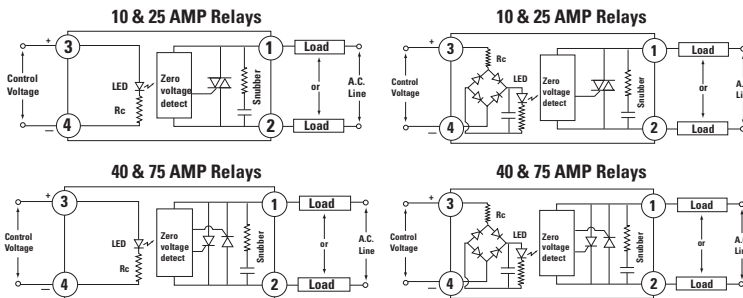 10 & 25 AMP Relays
+
3
1
Load
Control
Voltage
LED
Rc
Zero
voltage
detect
Snubber
or
A.C.
Line
4
2
Load
10 & 25 AMP Relays
+
3
1
Load
Control
Voltage
Rc
LED
Zero
voltage
detect
Snubber
or
A.C.
4
2
Load
40 & 75 AMP Relays
+
3
1
Load
Control
Voltage
LED
Rc
Zero
voltage
detect
Snubber
or
A.C.
Line
4
2
Load
40 & 75 AMP Relays
+
3
1
Load
Control
Voltage
Rc
LED
Zero
voltage
detect
Snubber
or
4
2
Load